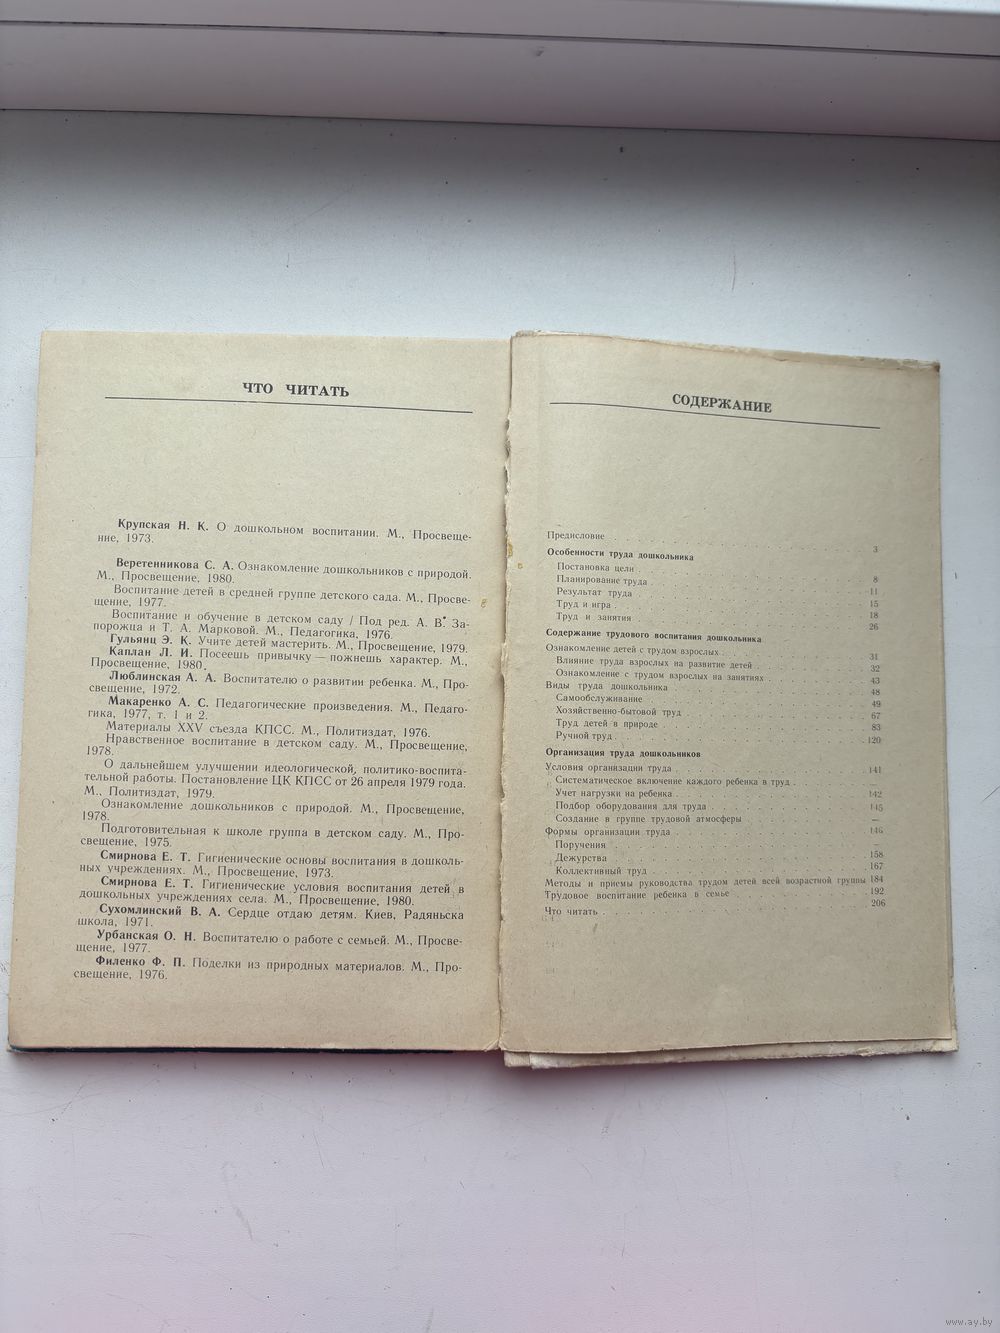 ЧТО ЧИТАТЬ
Крупская Н. К. О дошкольном воспитании. М., Просвеще-
ние, 1973.
Веретенникова С. А. Ознакомление дошкольников с природой.
М., Просвещение, 1980.
Воспитание детей в средней группе детского сада. М., Просве-
щение, 1977.
Воспитание и обучение в детском саду / Под ред. А. В. За-
порожца и Т. А. Марковой. М., Педагогика, 1976.
Гульянц Э. К. Учите детей мастерить. М., Просвещение, 1979.
Каплан Л. И. Посеешь привычку — пожнешь характер. М.,
Просвещение, 1980.
Люблинская А. А. Воспитателю о развитии ребенка. М., Про-
свещение, 1972.
Макаренко А. С. Педагогические произведения. М., Педаго-
гика, 1977, т. 1 и 2.
Материалы XXV съезда КПСС. М., Политиздат, 1976.
Нравственное воспитание в детском саду. М., Просвещение,
1978.
О дальнейшем улучшении идеологической, политико-воспита-
тельной работы. Постановление ЦК КПСС от 26 апреля 1979 года.
М., Политиздат, 1979.
Ознакомление дошкольников с природой. М., Просвещение,
1978.
Подготовительная к школе группа в детском саду. М., Про-
свещение, 1975.
Смирнова Е. Т. Гигиенические основы воспитания в дошколь-
ных учреждениях. М., Просвещение, 1973.
Смирнова Е. Т. Гигиенические условия воспитания детей в
дошкольных учреждениях села. М., Просвещение, 1980.
Сухомлинский В. А. Сердце отдаю детям. Киев, Радяньска
школа, 1971.
Урбанская О. Н. Воспитателю о работе с семьей. М., Просве-
щение, 1977.
Филенко Ф. П. Поделки из природных материалов. М., Про-
свещение, 1976.
СОДЕРЖАНИЕ
Предисловие 3
Особенности труда дошкольника
Постановка цели 8
Планирование труда 11
Результат труда 15
Труд и игра 18
Труд и занятия 26
Содержание трудового воспитания дошкольника
Ознакомление детей с трудом взрослых 31
Влияние труда взрослых на развитие детей 32
Ознакомление с трудом взрослых на занятиях 43
Виды труда дошкольника 48
Самообслуживание 49
Хозяйственно-бытовой труд 67
Труд детей в природе 83
Ручной труд 120
Организация труда дошкольников
Условия организации труда 141
Систематическое включение каждого ребенка в труд
Учет нагрузки на ребенка 142
Подбор оборудования для труда 145
Создание в группе трудовой атмосферы —
Формы организации труда 146
Поручения
Дежурства 158
Коллективный труд 167
Методы и приемы руководства трудом детей всей возрастной группы 184
Трудовое воспитание ребенка в семье 192
Что читать 206
www.ay.by